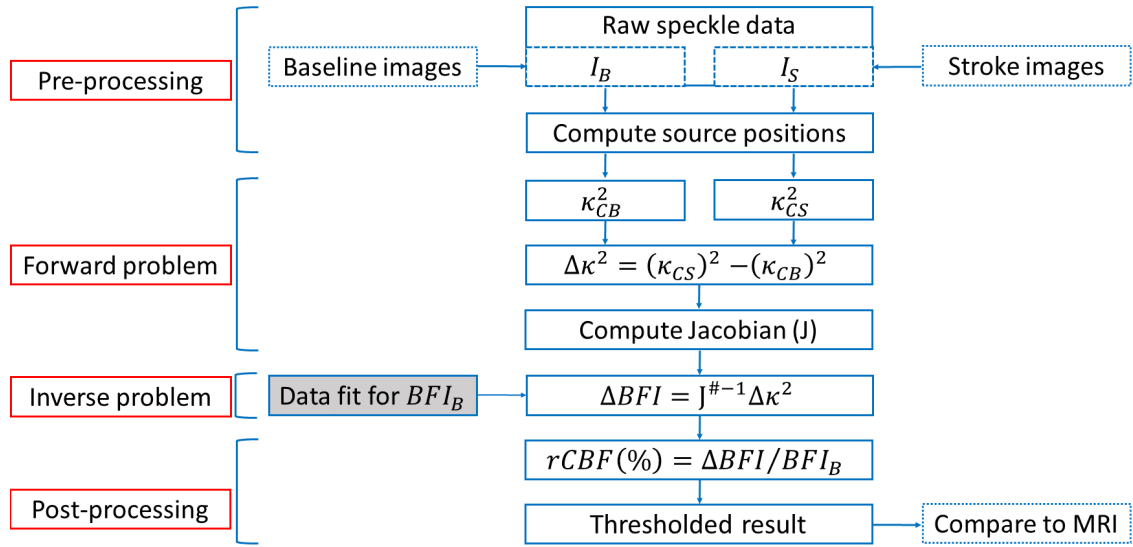 Raw speckle data
Pre-processing
Baseline images
I_B
I_S
Stroke images
Compute source positions
κ²_CB
κ²_CS
Forward problem
Δκ² = (κ_CS)² −(κ_CB)²
Compute Jacobian (J)
Inverse problem
Data fit for BFI_B
ΔBFI = J^{#−1}Δκ²
rCBF(%) = ΔBFI/BFI_B
Post-processing
Thresholded result
Compare to MRI